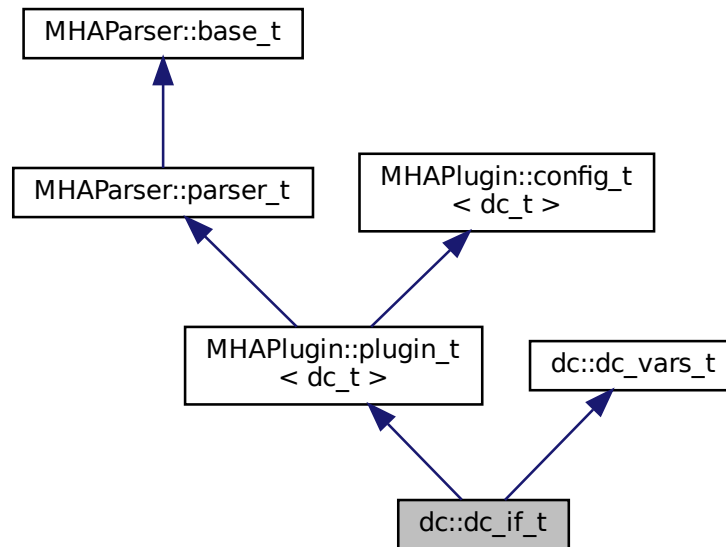 MHAParser::base_t
MHAParser::parser_t
MHAPlugin::config_t
< dc_t >
MHAPlugin::plugin_t
< dc_t >
dc::dc_vars_t
dc::dc_if_t